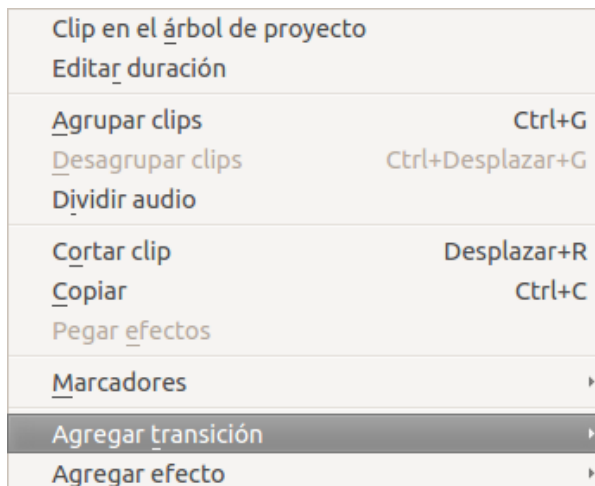 Clip en el árbol de proyecto
Editar duración
Agrupar clips Ctrl+G
Desagrupar clips Ctrl+Desplazar+G
Dividir audio
Cortar clip Desplazar+R
Copiar Ctrl+C
Pegar efectos
Marcadores
Agregar transición
Agregar efecto